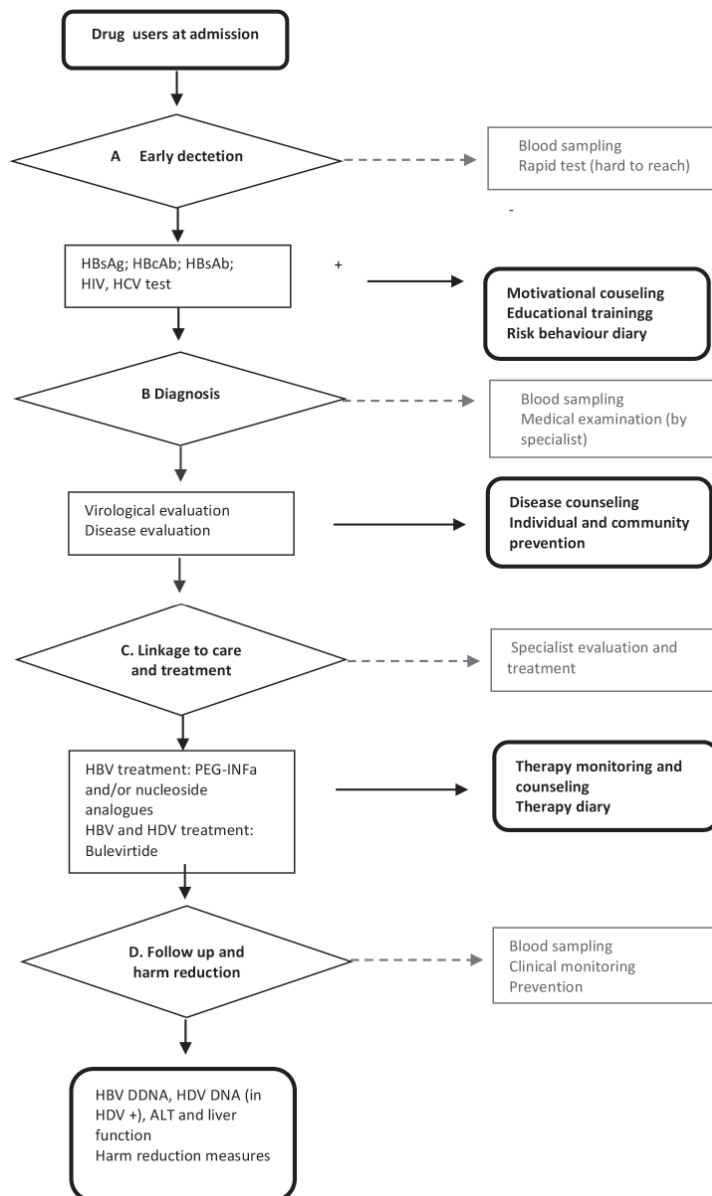 Drug users at admission
A Early dectetion
Blood sampling
Rapid test (hard to reach)
-
HBsAg; HBcAb; HBsAb;
HIV, HCV test
+
Motivational couseling
Educational trainingg
Risk behaviour diary
B Diagnosis
Blood sampling
Medical examination (by
specialist)
Virological evaluation
Disease evaluation
Disease counseling
Individual and community
prevention
C. Linkage to care
and treatment
Specialist evaluation and
treatment
HBV treatment: PEG-INFa
and/or nucleoside
analogues
HBV and HDV treatment:
Bulevirtide
Therapy monitoring and
counseling
Therapy diary
D. Follow up and
harm reduction
Blood sampling
Clinical monitoring
Prevention
HBV DDNA, HDV DNA (in
HDV +), ALT and liver
function
Harm reduction measures